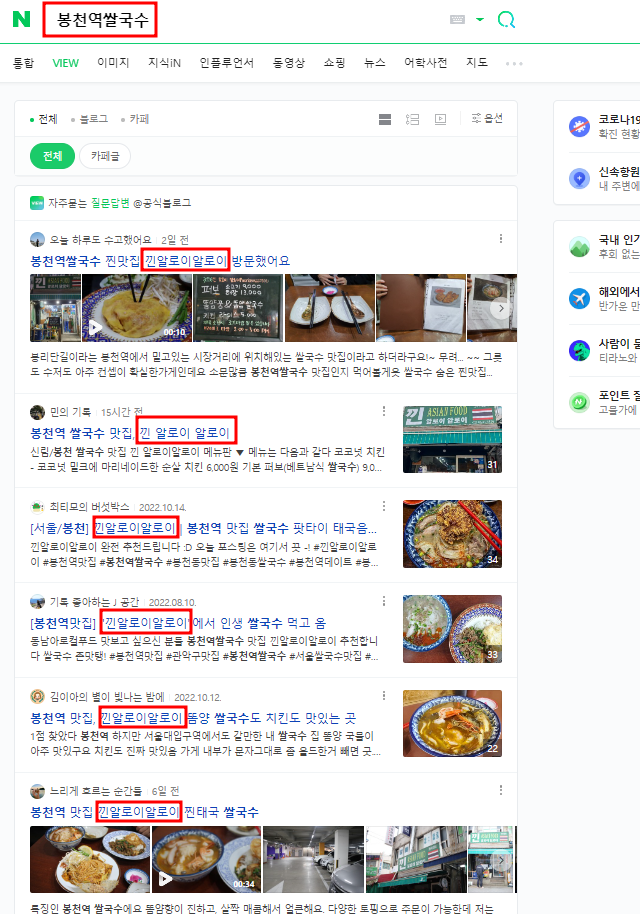 N 봉천역쌀국수
통합 VIEW 이미지 지식iN 인플루언서 동영상 쇼핑 뉴스 어학사전 지도
전체 블로그 카페 옵션
전체 카페글
자주묻는 질문답변 @공식블로그
오늘 하루도 수고했어요 2일 전
봉천역쌀국수 찐맛집 낀알로이알로이 방문했어요
00:10
봉리단길이라는 봉천역에서 밀고있는 시장거리에 위치해있는 쌀국수 맛집이라고 하더라구요!~ 우려... ~~ 그릇
도 수저도 아주 컨셉이 확실한가게인데요 소문많큼 봉천역쌀국수 맛집인지 먹어볼게욧 쌀국수 숨은 찐맛집...
민의 기록 15시간 전
봉천역 쌀국수 맛집, 낀 알로이 알로이
신림/봉천 쌀국수 맛집 낀 알로이알로이 메뉴판 ▼ 메뉴는 다음과 같다 코코넛 치킨
- 코코넛 밀크에 마리네이드한 순살 치킨 6,000원 기본 퍼보(베트남식 쌀국수) 9,0...
낀 ASIAN FOOD
31
최티모의 버섯박스 2022.10.14.
[서울/봉천] 낀알로이알로이 | 봉천역 맛집 쌀국수 팟타이 태국음...
낀알로이알로이 완전 추천드립니다 :D 오늘 포스팅은 여기서 끗 -! #낀알로이알로
이 #봉천역맛집 #봉천역쌀국수 #봉천동맛집 #봉천동쌀국수 #봉천역데이트 #봉...
34
기록 좋아하는 J 공간 2022.08.10.
[봉천역맛집] "낀알로이알로이"에서 인생 쌀국수 먹고 옴
동남아로컬푸드 맛보고 싶으신 분들 봉천역쌀국수 맛집 낀알로이알로이 추천합니
다 쌀국수 존맛탱! #봉천역맛집 #관악구맛집 #봉천역쌀국수 #서울쌀국수맛집 #...
33
김이아의 별이 빛나는 밤에 2022.10.12.
봉천역 맛집, 낀알로이알로이 똠양 쌀국수도 치킨도 맛있는 곳
1점 찾았다 봉천역 하지만 서울대입구역에서도 갈만한 내 쌀국수 집 똠양 국물이
아주 맛있구요 치킨도 진짜 맛있음 가게 내부가 문자그대로 좀 올드한거 빼면 굿...
22
느리게 흐르는 순간들 6일 전
봉천역 맛집 낀알로이알로이 찐태국 쌀국수
00:34
특징인 봉천역 쌀국수에요 똠얌향이 진하고, 살짝 매콤해서 얼큰해요. 다양한 토핑으로 주문이 가능한데 저는
코로나19
확진 현황
신속항원
내 주변에
국내 인기
후회 없는
해외에서
반가운 만
사람이 동
티라노와
포인트 질
고물가에